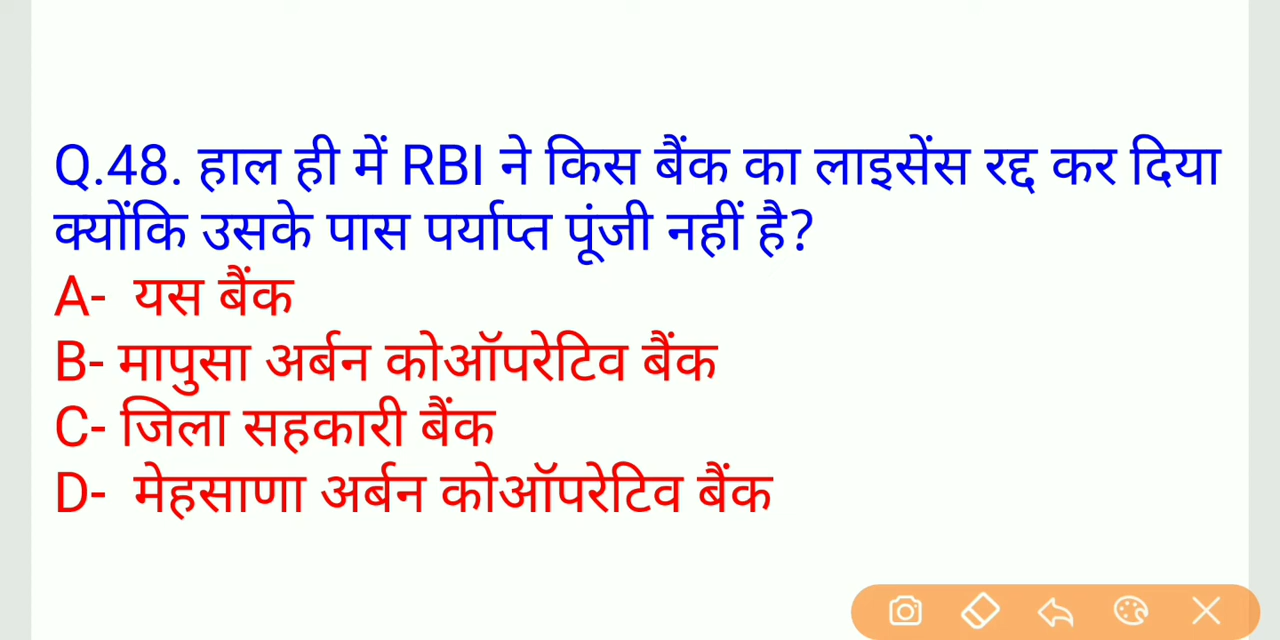 Q.48. हाल ही में RBI ने किस बैंक का लाइसेंस रद्द कर दिया
क्योंकि उसके पास पर्याप्त पूंजी नहीं है?
A- यस बैंक
B- मापुसा अर्बन कोऑपरेटिव बैंक
C- जिला सहकारी बैंक
D- मेहसाणा अर्बन कोऑपरेटिव बैंक